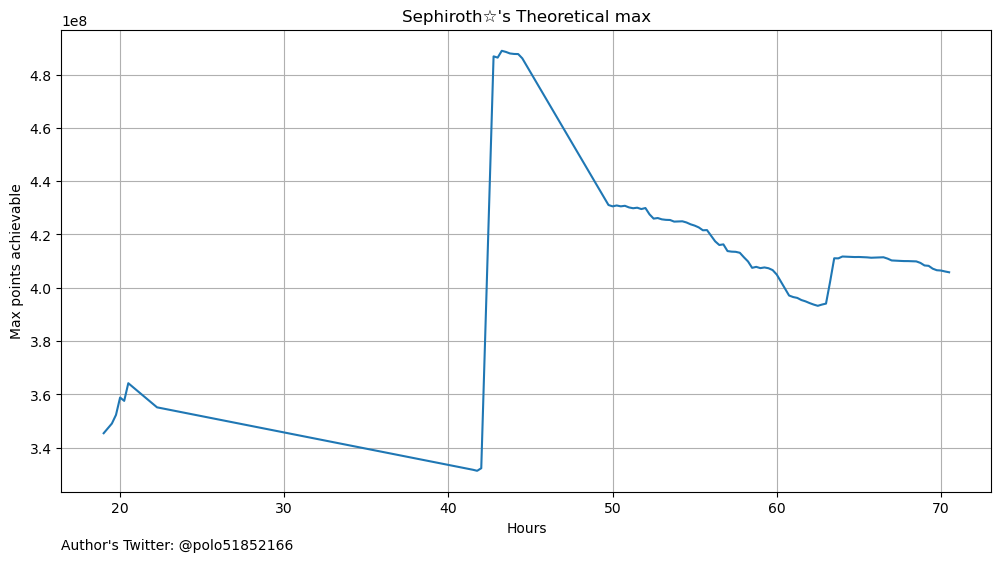 Sephiroth☆'s Theoretical max
1e8
4.8
4.6
4.4
4.2
4.0
3.8
3.6
3.4
Max points achievable
20 30 40 50 60 70
Hours
Author's Twitter: @polo51852166